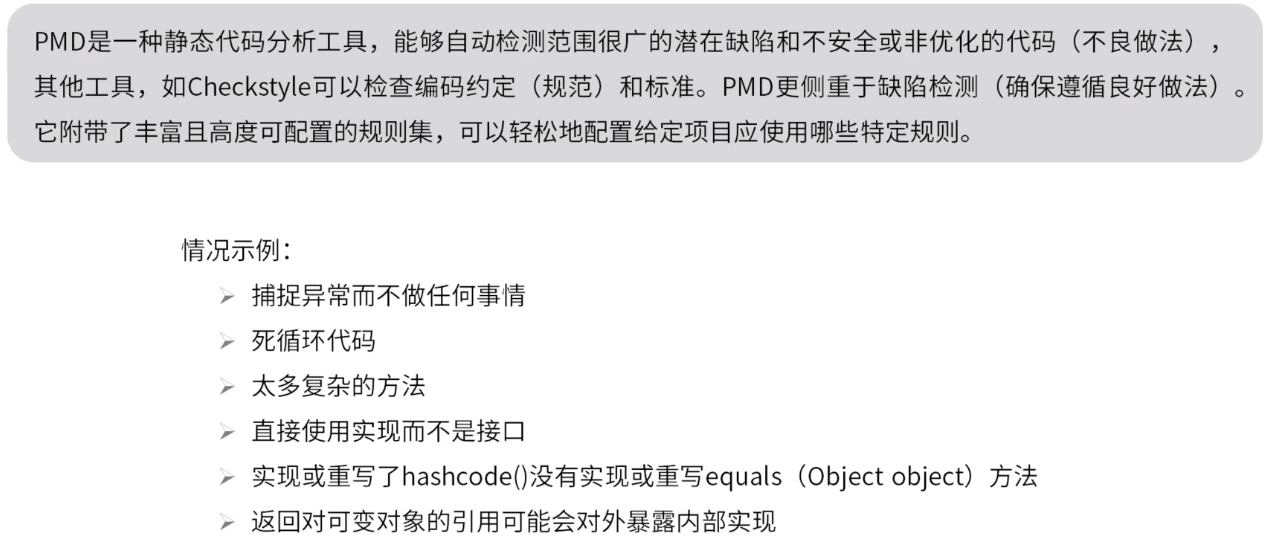 PMD是一种静态代码分析工具，能够自动检测范围很广的潜在缺陷和不安全或非优化的代码（不良做法），
其他工具，如Checkstyle可以检查编码约定（规范）和标准。PMD更侧重于缺陷检测（确保遵循良好做法）。
它附带了丰富且高度可配置的规则集，可以轻松地配置给定项目应使用哪些特定规则。
情况示例：
➢ 捕捉异常而不做任何事情
➢ 死循环代码
➢ 太多复杂的方法
➢ 直接使用实现而不是接口
➢ 实现或重写了hashcode()没有实现或重写equals（Object object）方法
➢ 返回对可变对象的引用可能会对外暴露内部实现